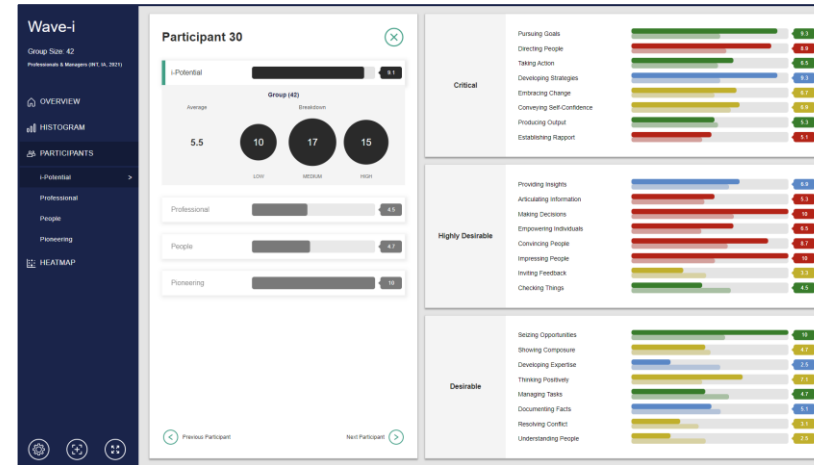 Wave-i
Group Size: 42
Professionals & Managers (INT, IA, 2021)
OVERVIEW
HISTOGRAM
PARTICIPANTS
i-Potential >
Professional
People
Pioneering
HEATMAP
Participant 30
i-Potential 9.1
Group (42)
Average Breakdown
5.5 10 17 15
LOW MEDIUM HIGH
Professional 4.5
People 4.7
Pioneering 10
Previous Participant Next Participant
Critical
Pursuing Goals 9.3
Directing People 8.9
Taking Action 6.5
Developing Strategies 9.3
Embracing Change 6.7
Conveying Self-Confidence 6.9
Producing Output 5.3
Establishing Rapport 5.1
Highly Desirable
Providing Insights 6.9
Articulating Information 5.3
Making Decisions 10
Empowering Individuals 6.5
Convincing People 8.7
Impressing People 10
Inviting Feedback 3.3
Checking Things 4.5
Desirable
Seizing Opportunities 10
Showing Composure 4.7
Developing Expertise 2.5
Thinking Positively 7.1
Managing Tasks 4.7
Documenting Facts 5.1
Resolving Conflict 3.1
Understanding People 2.5